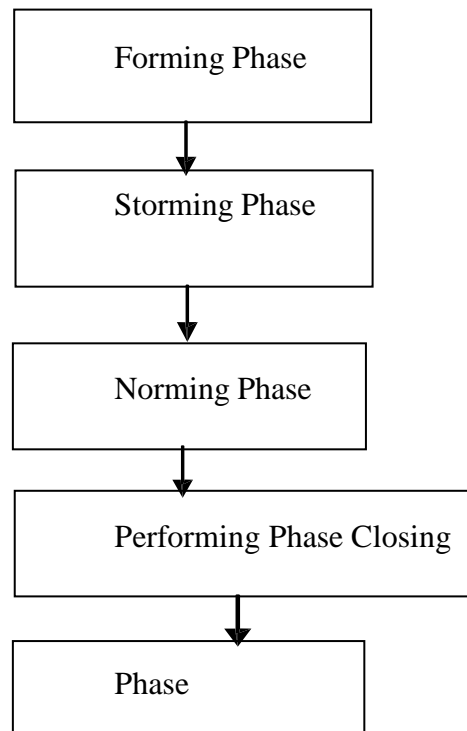 Forming Phase
Storming Phase
Norming Phase
Performing Phase Closing
Phase